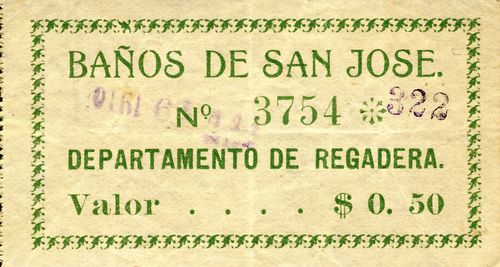 BAÑOS DE SAN JOSE.
Nº 3754 ※ 322
DEPARTAMENTO DE REGADERA.
Valor . . . . $ 0. 50